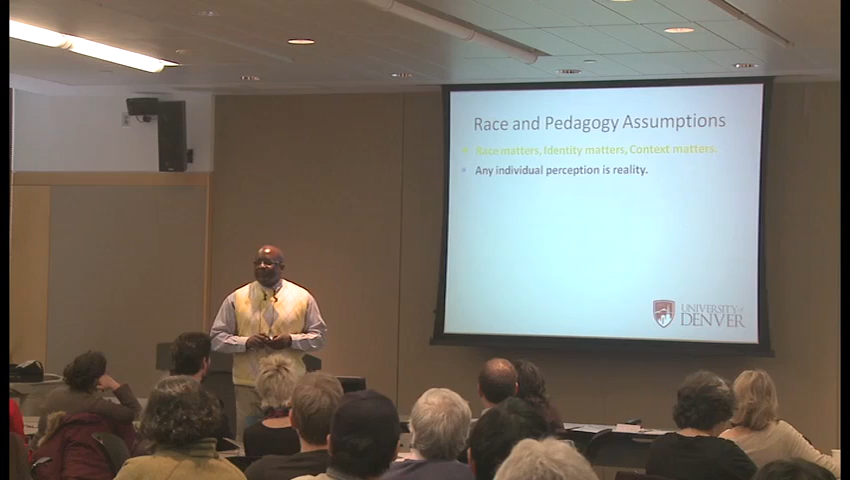 Race and Pedagogy Assumptions
Race matters, Identity matters, Context matters.
Any individual perception is reality.
UNIVERSITY of
DENVER